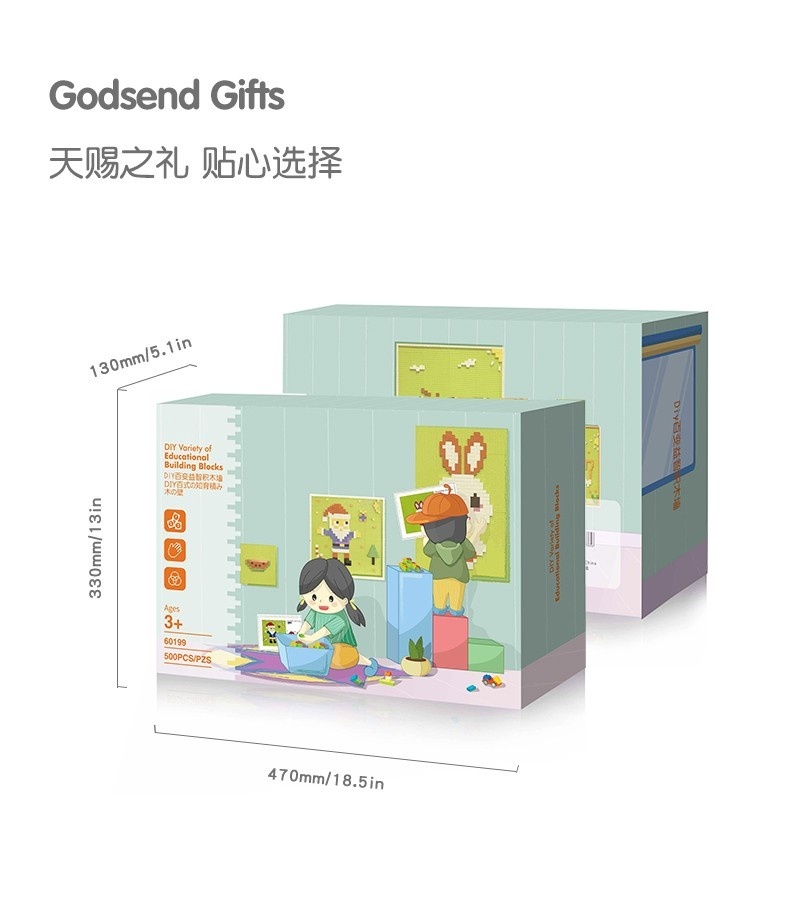 Godsend Gifts
天赐之礼 贴心选择
130mm/5.1in
330mm/13in
470mm/18.5in
DIY Variety of
Educational
Building Blocks
DIY百变益智积木墙
DIY百式の知育積み
木の壁
Ages
3+
60199
500PCS/PZS
DIY Variety of
Educational Building Blocks
DIY百变益智积木墙